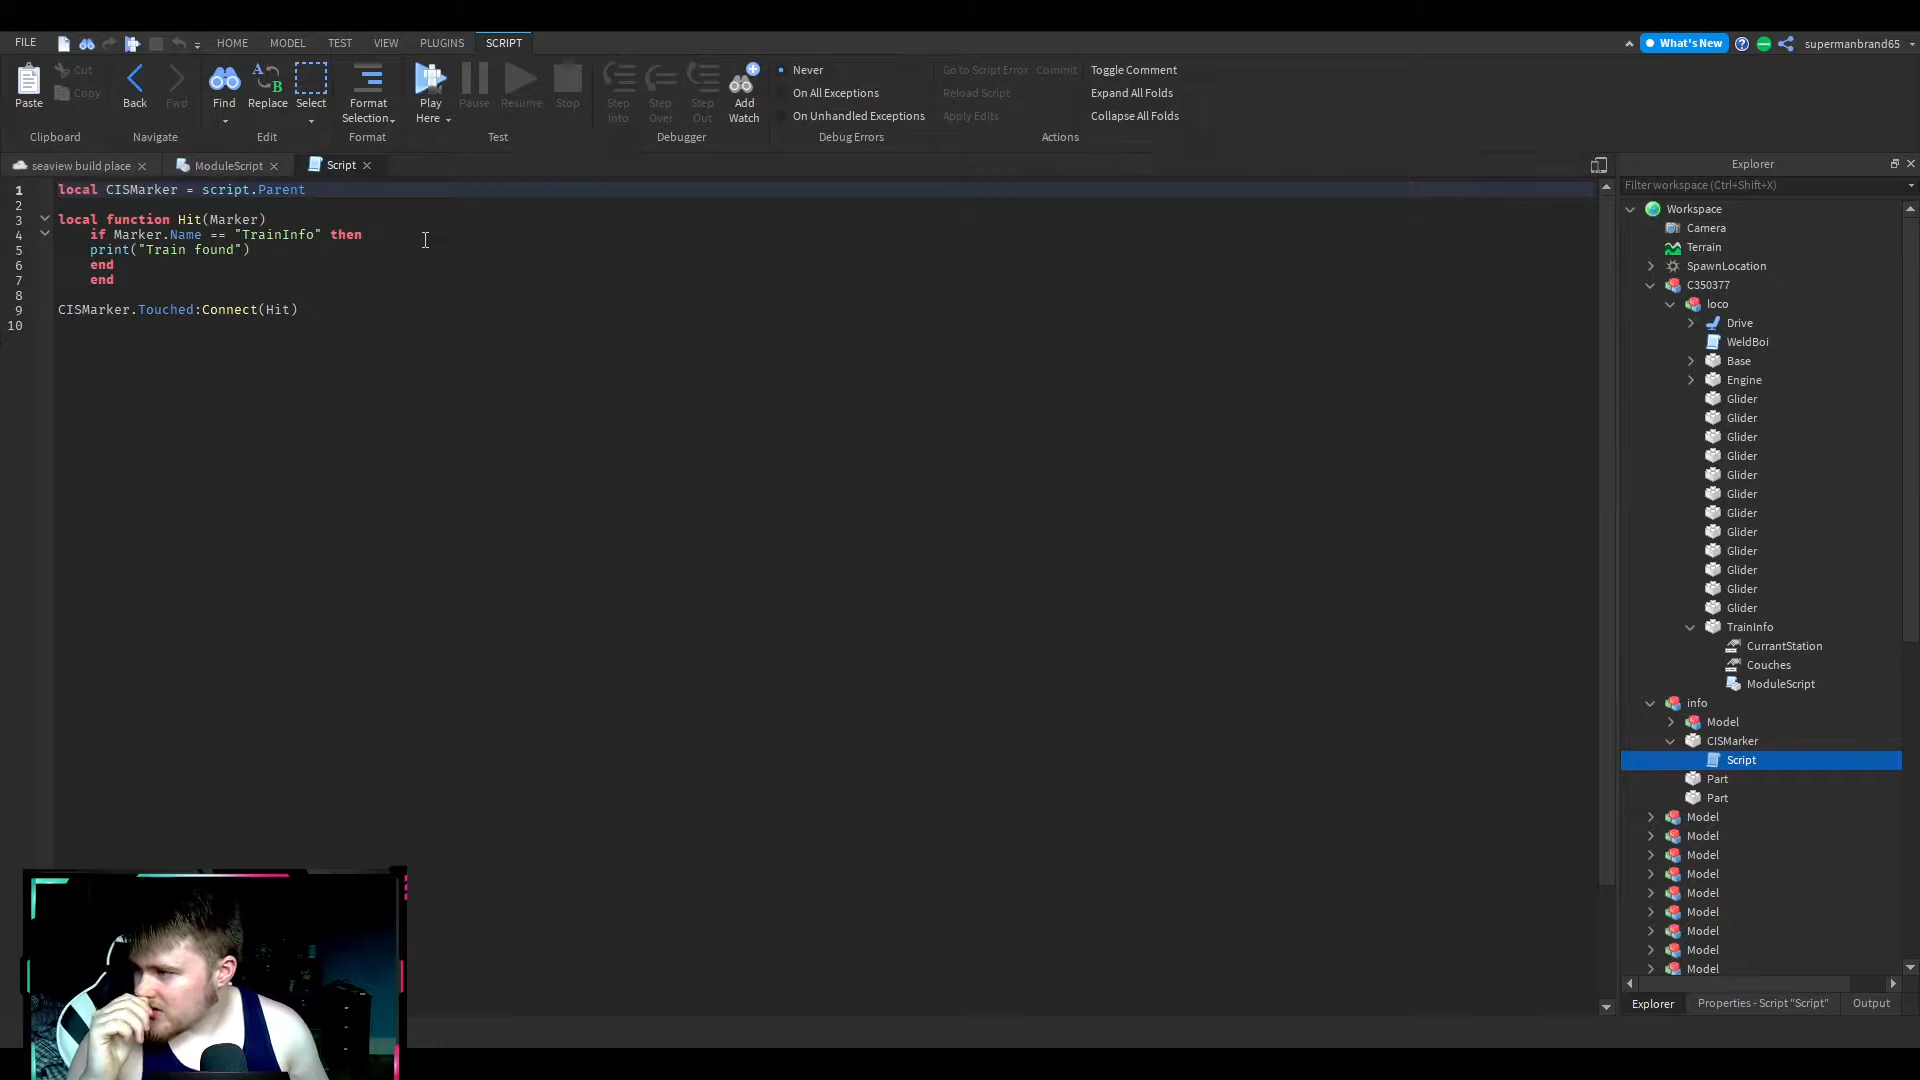 FILE HOME MODEL TEST VIEW PLUGINS SCRIPT What's New supermanbrand65
Paste Cut Copy Back Fwd Find Replace Select Format Selection Play Here Pause Resume Stop Step Into Step Over Step Out Add Watch
Never
On All Exceptions
On Unhandled Exceptions
Go to Script Error Commit
Reload Script
Apply Edits
Toggle Comment
Expand All Folds
Collapse All Folds
Clipboard Navigate Edit Format Test Debugger Debug Errors Actions
seaview build place ModuleScript Script
1 local CISMarker = script.Parent
2
3 local function Hit(Marker)
4 if Marker.Name == "TrainInfo" then
5 print("Train found")
6 end
7 end
8
9 CISMarker.Touched:Connect(Hit)
10
Explorer
Filter workspace (Ctrl+Shift+X)
Workspace
Camera
Terrain
SpawnLocation
C350377
loco
Drive
WeldBoi
Base
Engine
Glider
Glider
Glider
Glider
Glider
Glider
Glider
Glider
Glider
Glider
Glider
Glider
TrainInfo
CurrantStation
Couches
ModuleScript
info
Model
CISMarker
Script
Part
Part
Model
Model
Model
Model
Model
Model
Model
Model
Model
Explorer Properties - Script "Script" Output